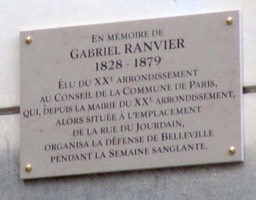 EN MÉMOIRE DE
GABRIEL RANVIER
1828 - 1879
ÉLU DU XXE ARRONDISSEMENT
AU CONSEIL DE LA COMMUNE DE PARIS,
QUI, DEPUIS LA MAIRIE DU XXE ARRONDISSEMENT,
ALORS SITUÉE À L'EMPLACEMENT
DE LA RUE DU JOURDAIN,
ORGANISA LA DÉFENSE DE BELLEVILLE
PENDANT LA SEMAINE SANGLANTE.